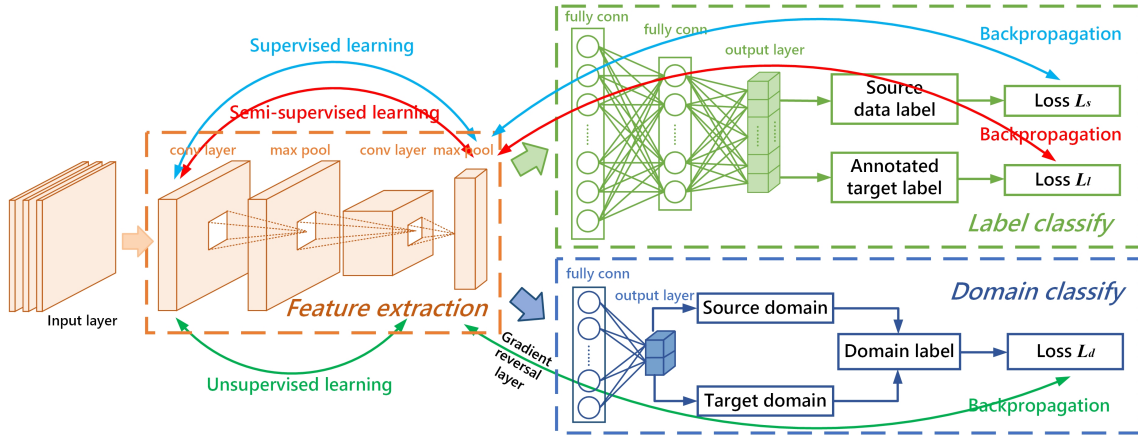 Supervised learning
Semi-supervised learning
conv layer
max pool
conv layer
max pool
Input layer
Feature extraction
Unsupervised learning
fully conn
fully conn
output layer
Backpropagation
Source
data label
Loss Ls
Backpropagation
Annotated
target label
Loss Ll
Label classify
fully conn
output layer
Domain classify
Source domain
Domain label
Loss Ld
Target domain
Backpropagation
Gradient
reversal
layer